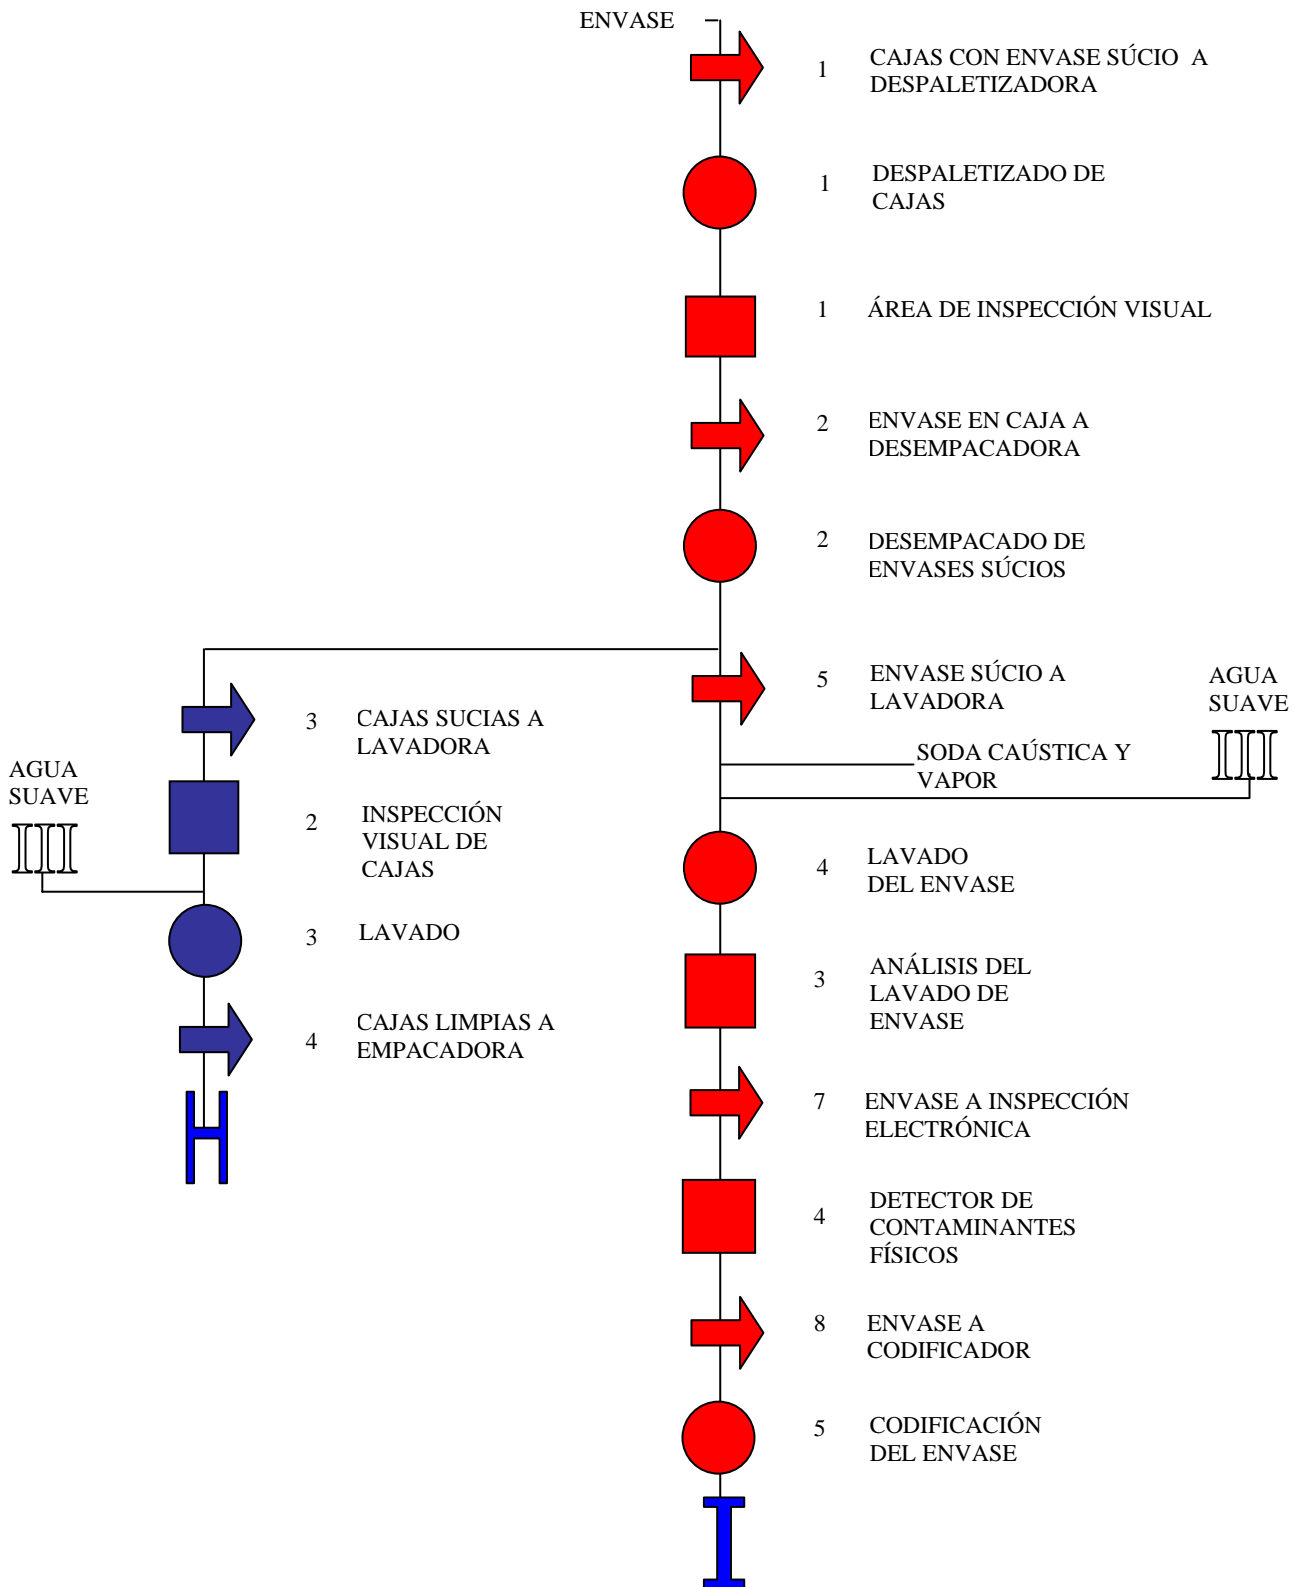 ENVASE
1
CAJAS CON ENVASE SÚCIO A
DESPALETIZADORA
1
DESPALETIZADO DE
CAJAS
1
ÁREA DE INSPECCIÓN VISUAL
2
ENVASE EN CAJA A
DESEMPACADORA
2
DESEMPACADO DE
ENVASES SÚCIOS
5
ENVASE SÚCIO A
LAVADORA
AGUA
SUAVE
III
SODA CAÚSTICA Y
VAPOR
3
CAJAS SUCIAS A
LAVADORA
AGUA
SUAVE
III
2
INSPECCIÓN
VISUAL DE
CAJAS
3
LAVADO
4
CAJAS LIMPIAS A
EMPACADORA
H
4
LAVADO
DEL ENVASE
3
ANÁLISIS DEL
LAVADO DE
ENVASE
7
ENVASE A INSPECCIÓN
ELECTRÓNICA
4
DETECTOR DE
CONTAMINANTES
FÍSICOS
8
ENVASE A
CODIFICADOR
5
CODIFICACIÓN
DEL ENVASE
I